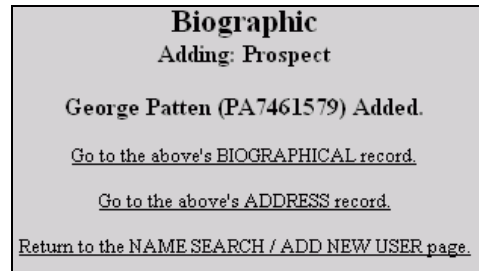 Biographic
Adding: Prospect
George Patten (PA7461579) Added.
Go to the above's BIOGRAPHICAL record.
Go to the above's ADDRESS record.
Return to the NAME SEARCH / ADD NEW USER page.